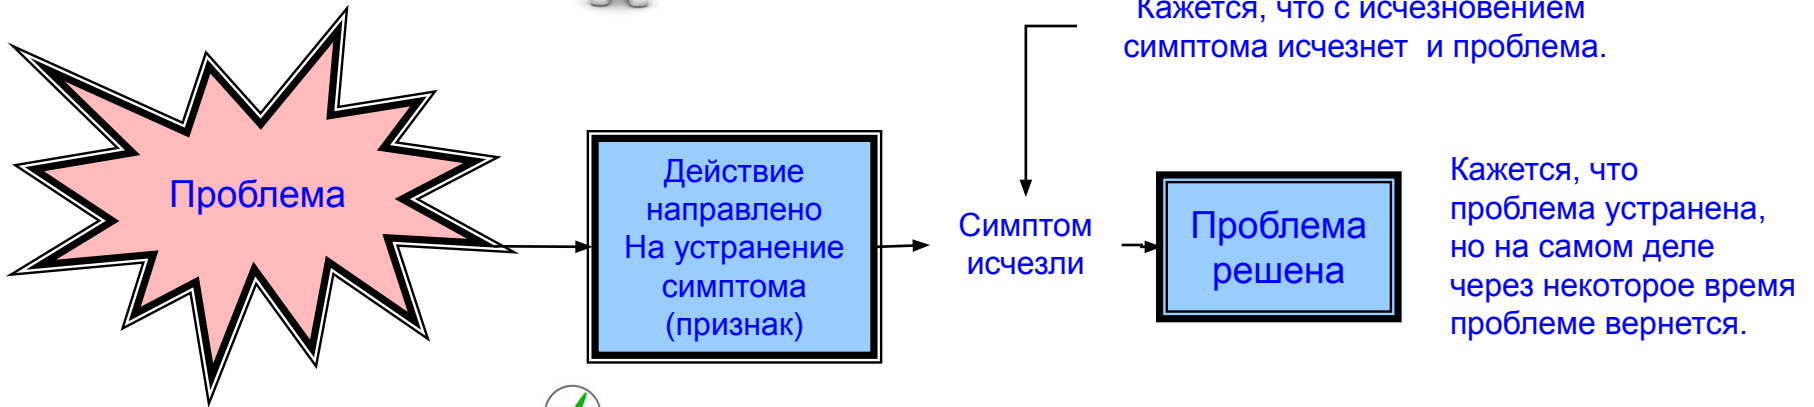 Кажется, что с исчезновением
симптома исчезнет и проблема.
Проблема
Действие
направлено
На устранение
симптома
(признак)
Симптом
исчезли
Проблема
решена
Кажется, что
проблема устранена,
но на самом деле
через некоторое время
проблеме вернется.